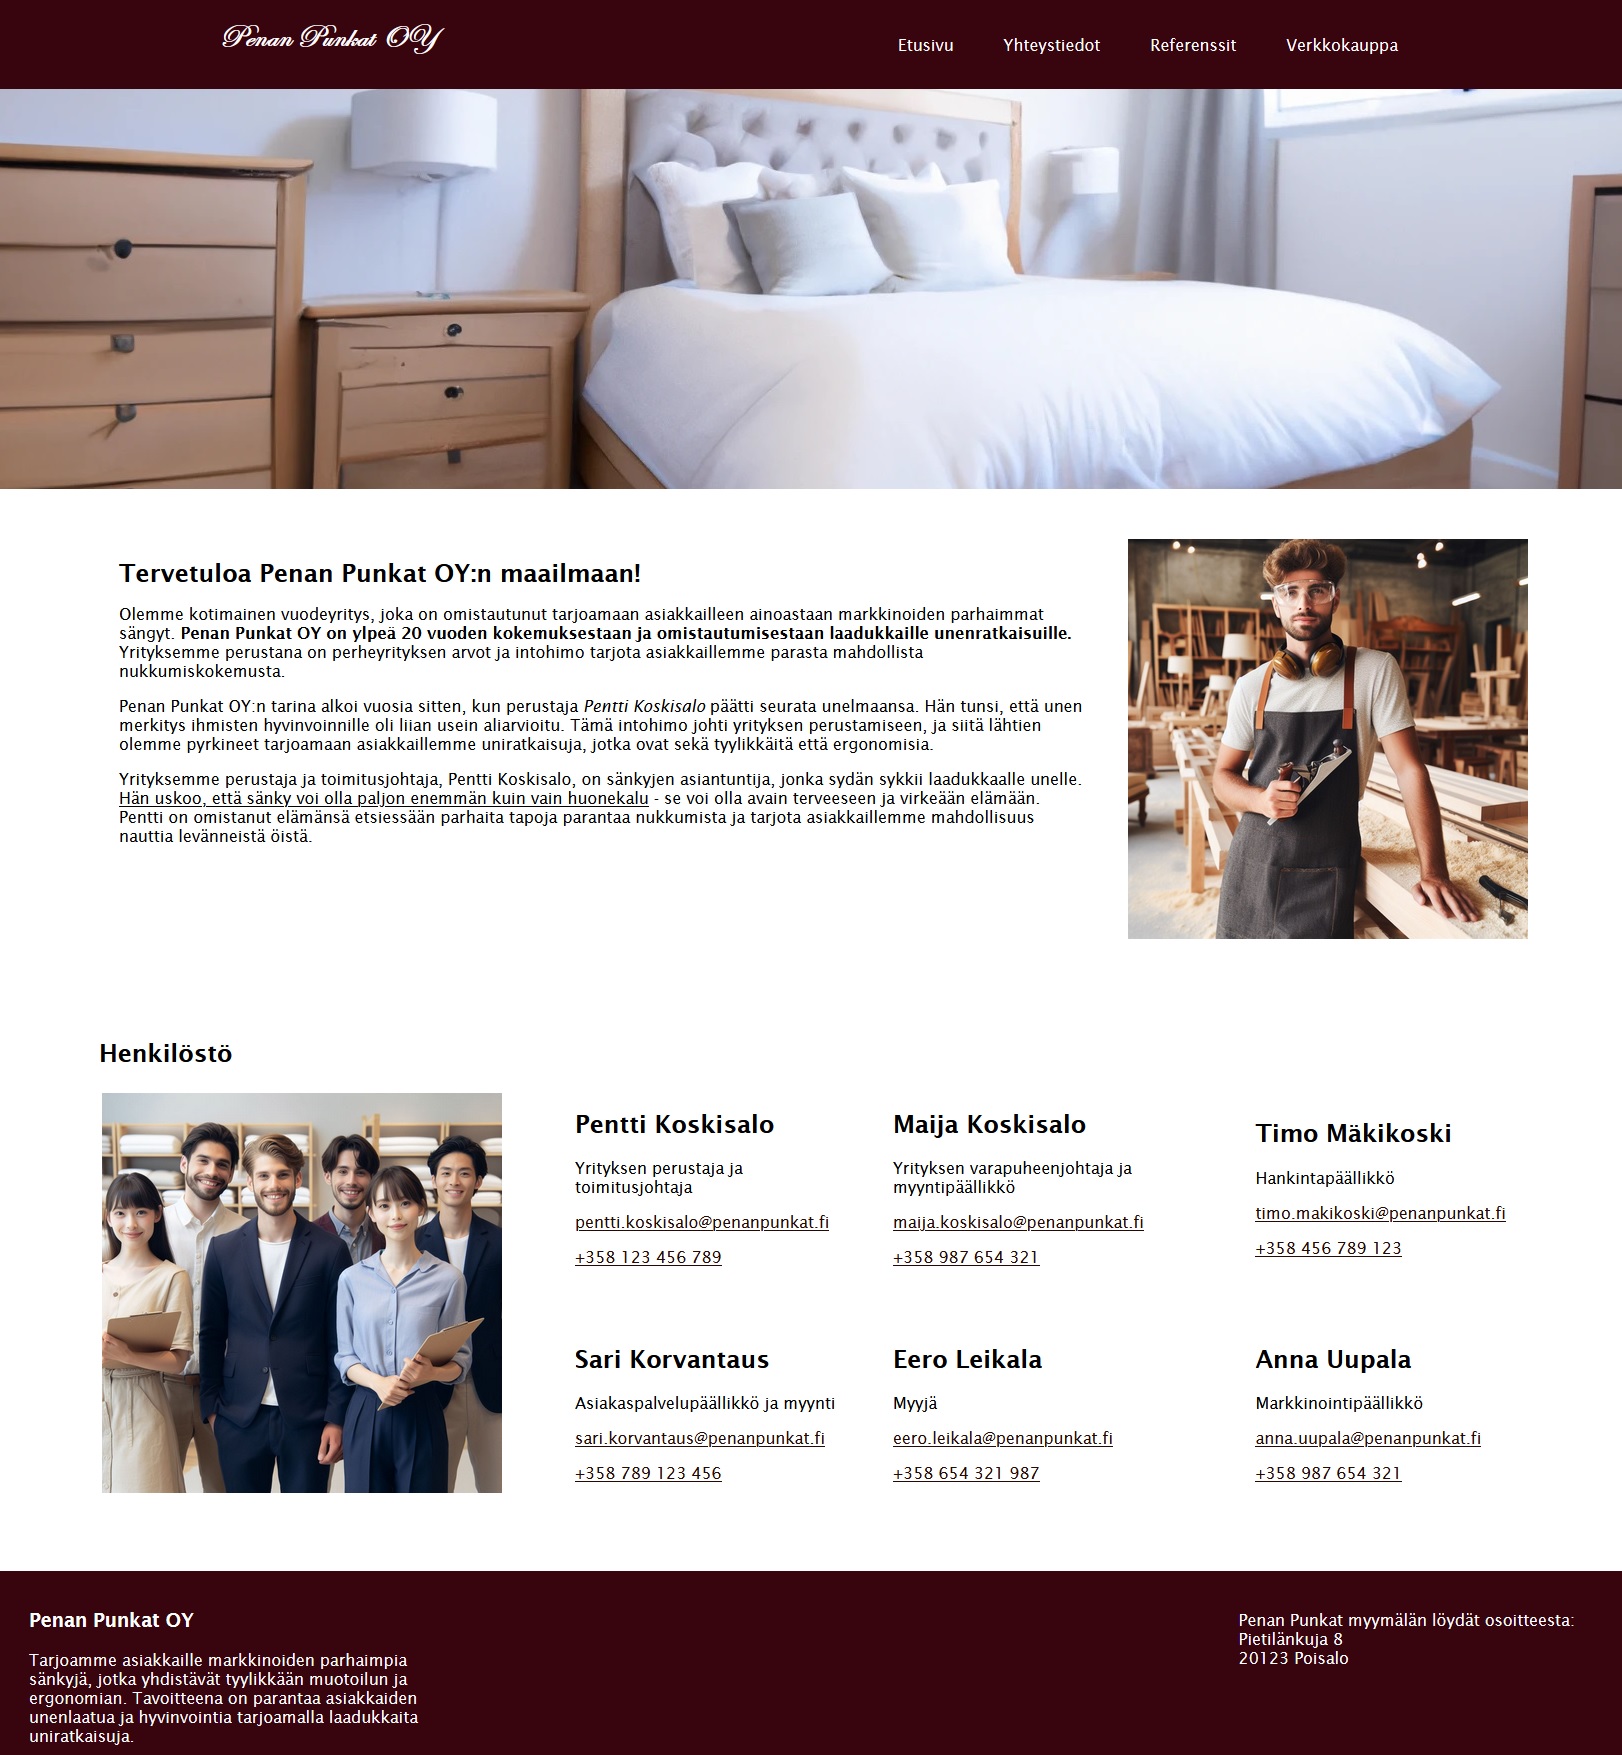 Penan Punkat OY
Etusivu Yhteystiedot Referenssit Verkkokauppa
Tervetuloa Penan Punkat OY:n maailmaan!
Olemme kotimainen vuodeyritys, joka on omistautunut tarjoamaan asiakkailleen ainoastaan markkinoiden parhaimmat
sängyt. Penan Punkat OY on ylpeä 20 vuoden kokemuksestaan ja omistautumisestaan laadukkaille unenratkaisuille.
Yrityksemme perustana on perheyrityksen arvot ja intohimo tarjota asiakkaillemme parasta mahdollista
nukkumiskokemusta.
Penan Punkat OY:n tarina alkoi vuosia sitten, kun perustaja Pentti Koskisalo päätti seurata unelmaansa. Hän tunsi, että unen
merkitys ihmisten hyvinvoinnille oli liian usein aliarvioitu. Tämä intohimo johti yrityksen perustamiseen, ja siitä lähtien
olemme pyrkineet tarjoamaan asiakkaillemme uniratkaisuja, jotka ovat sekä tyylikkäitä että ergonomisia.
Yrityksemme perustaja ja toimitusjohtaja, Pentti Koskisalo, on sänkyjen asiantuntija, jonka sydän sykkii laadukkaalle unelle.
Hän uskoo, että sänky voi olla paljon enemmän kuin vain huonekalu - se voi olla avain terveeseen ja virkeään elämään.
Pentti on omistanut elämänsä etsiessään parhaita tapoja parantaa nukkumista ja tarjota asiakkaillemme mahdollisuus
nauttia levänneistä öistä.
Henkilöstö
Pentti Koskisalo
Yrityksen perustaja ja
toimitusjohtaja
pentti.koskisalo@penanpunkat.fi
+358 123 456 789
Maija Koskisalo
Yrityksen varapuheenjohtaja ja
myyntipäällikkö
maija.koskisalo@penanpunkat.fi
+358 987 654 321
Timo Mäkikoski
Hankintapäällikkö
timo.makikoski@penanpunkat.fi
+358 456 789 123
Sari Korvantaus
Asiakaspalvelupäällikkö ja myynti
sari.korvantaus@penanpunkat.fi
+358 789 123 456
Eero Leikala
Myyjä
eero.leikala@penanpunkat.fi
+358 654 321 987
Anna Uupala
Markkinointipäällikkö
anna.uupala@penanpunkat.fi
+358 987 654 321
Penan Punkat OY
Tarjoamme asiakkaille markkinoiden parhaimpia
sänkyjä, jotka yhdistävät tyylikkään muotoilun ja
ergonomian. Tavoitteena on parantaa asiakkaiden
unenlaatua ja hyvinvointia tarjoamalla laadukkaita
uniratkaisuja.
Penan Punkat myymälän löydät osoitteesta:
Pietilänkuja 8
20123 Poisalo